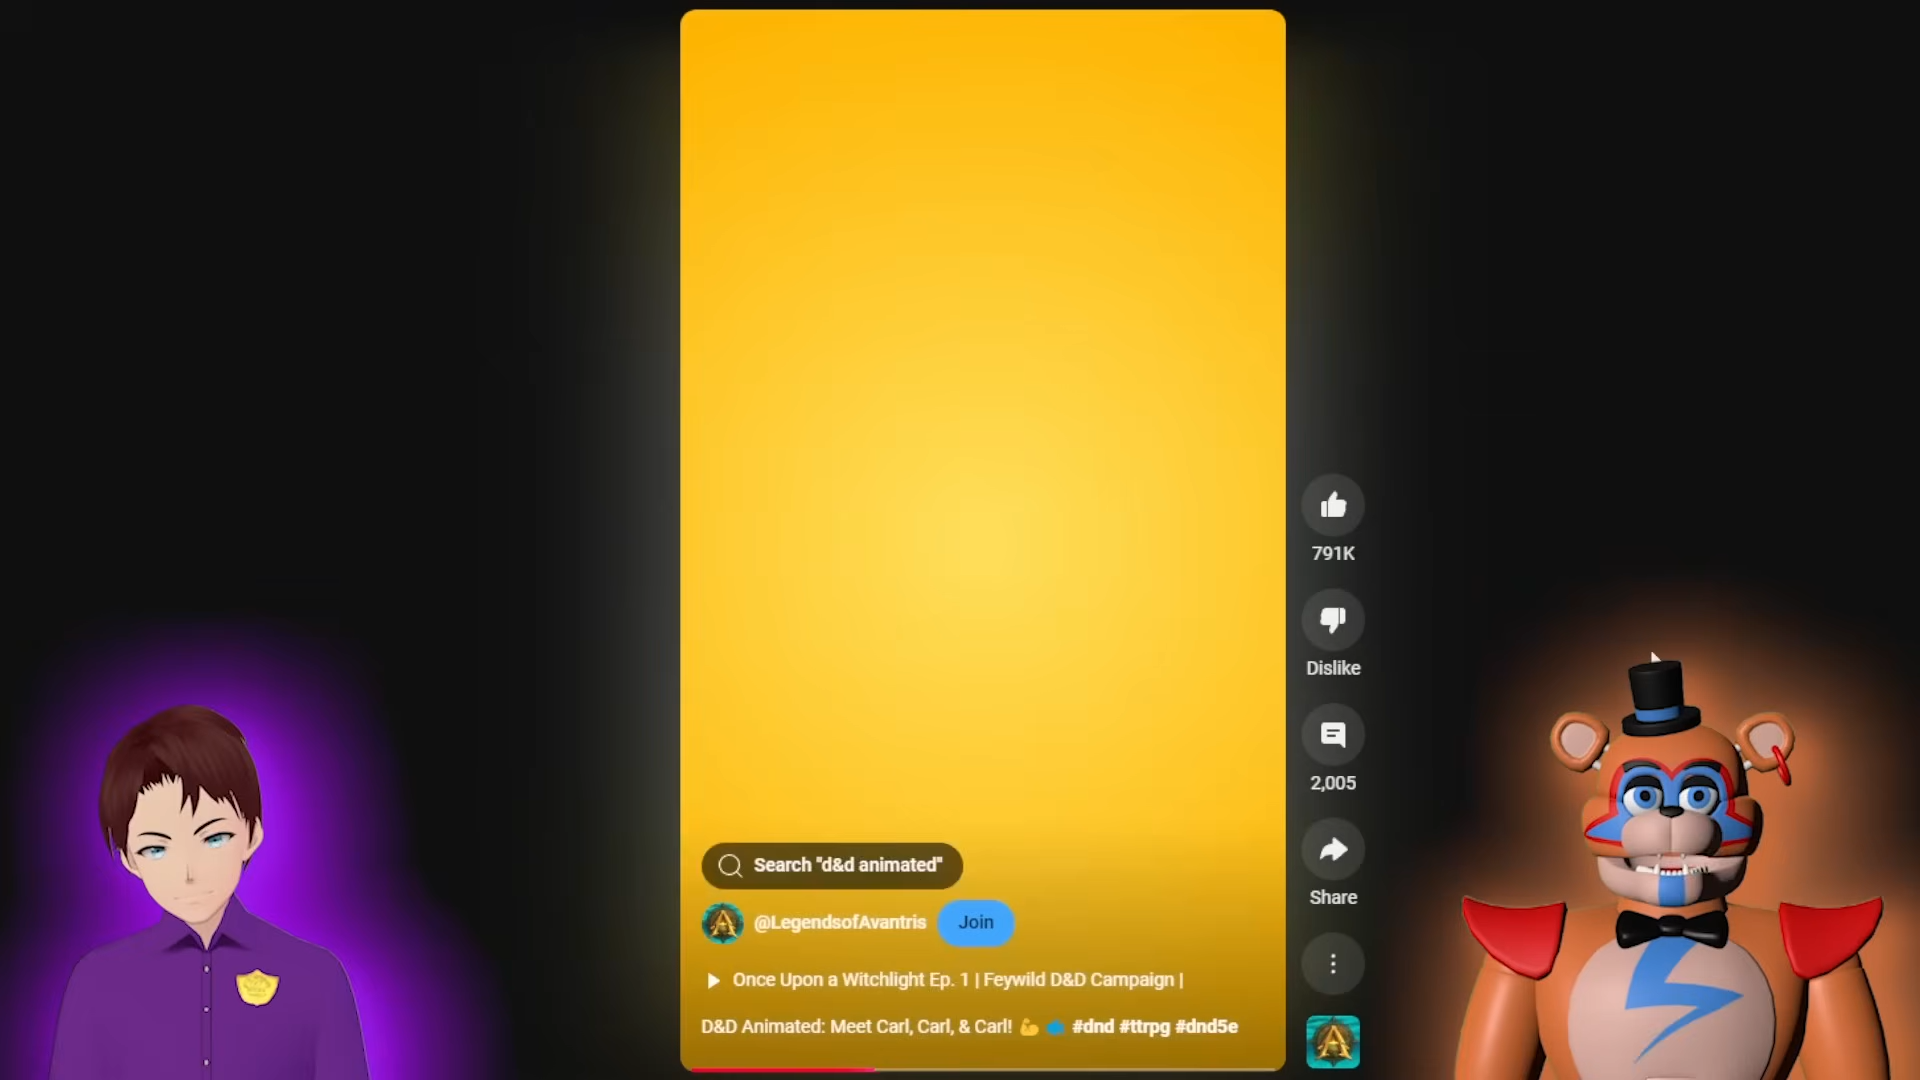 791K
Dislike
2,005
Share
Search "d&d animated"
@LegendsofAvantris Join
Once Upon a Witchlight Ep. 1 | Feywild D&D Campaign |
D&D Animated: Meet Carl, Carl, & Carl! 💪 #dnd #ttrpg #dnd5e